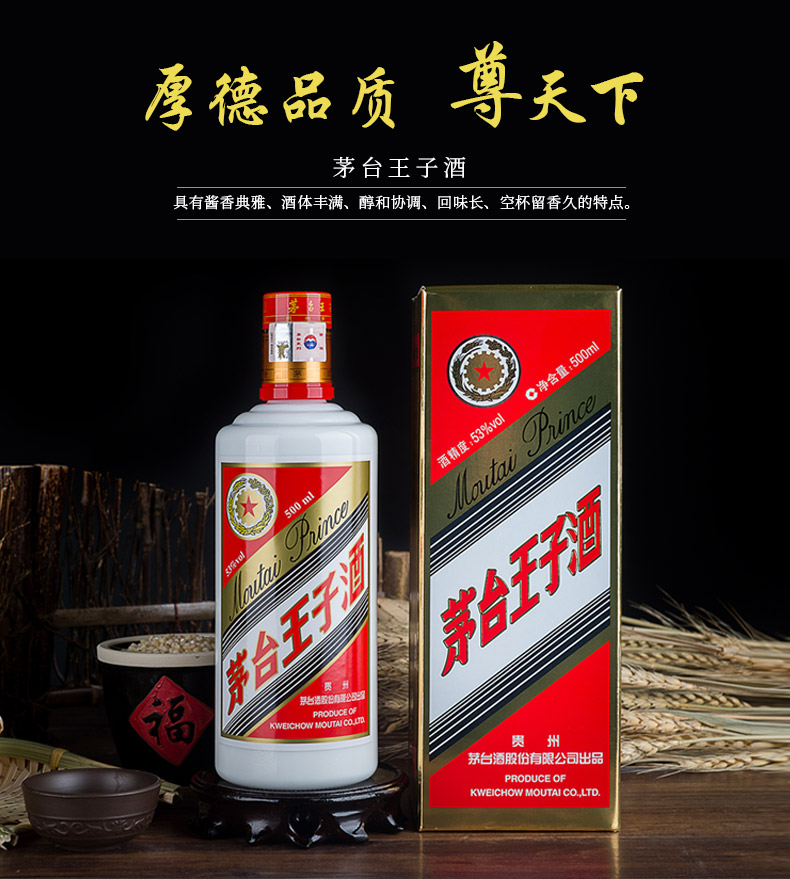 厚德品质 尊天下
茅台王子酒
具有酱香典雅、酒体丰满、醇和协调、回味长、空杯留香久的特点。
茅台王
500 ml
53%vol
Moutai Prince
茅台王子酒
贵 州
茅台酒股份有限公司出品
PRODUCE OF
KWEICHOW MOUTAI CO.,LTD.
福
净含量:500ml
酒精度:53%vol
Moutai Prince
茅台王子酒
贵 州
茅台酒股份有限公司出品
PRODUCE OF
KWEICHOW MOUTAI CO.,LTD.